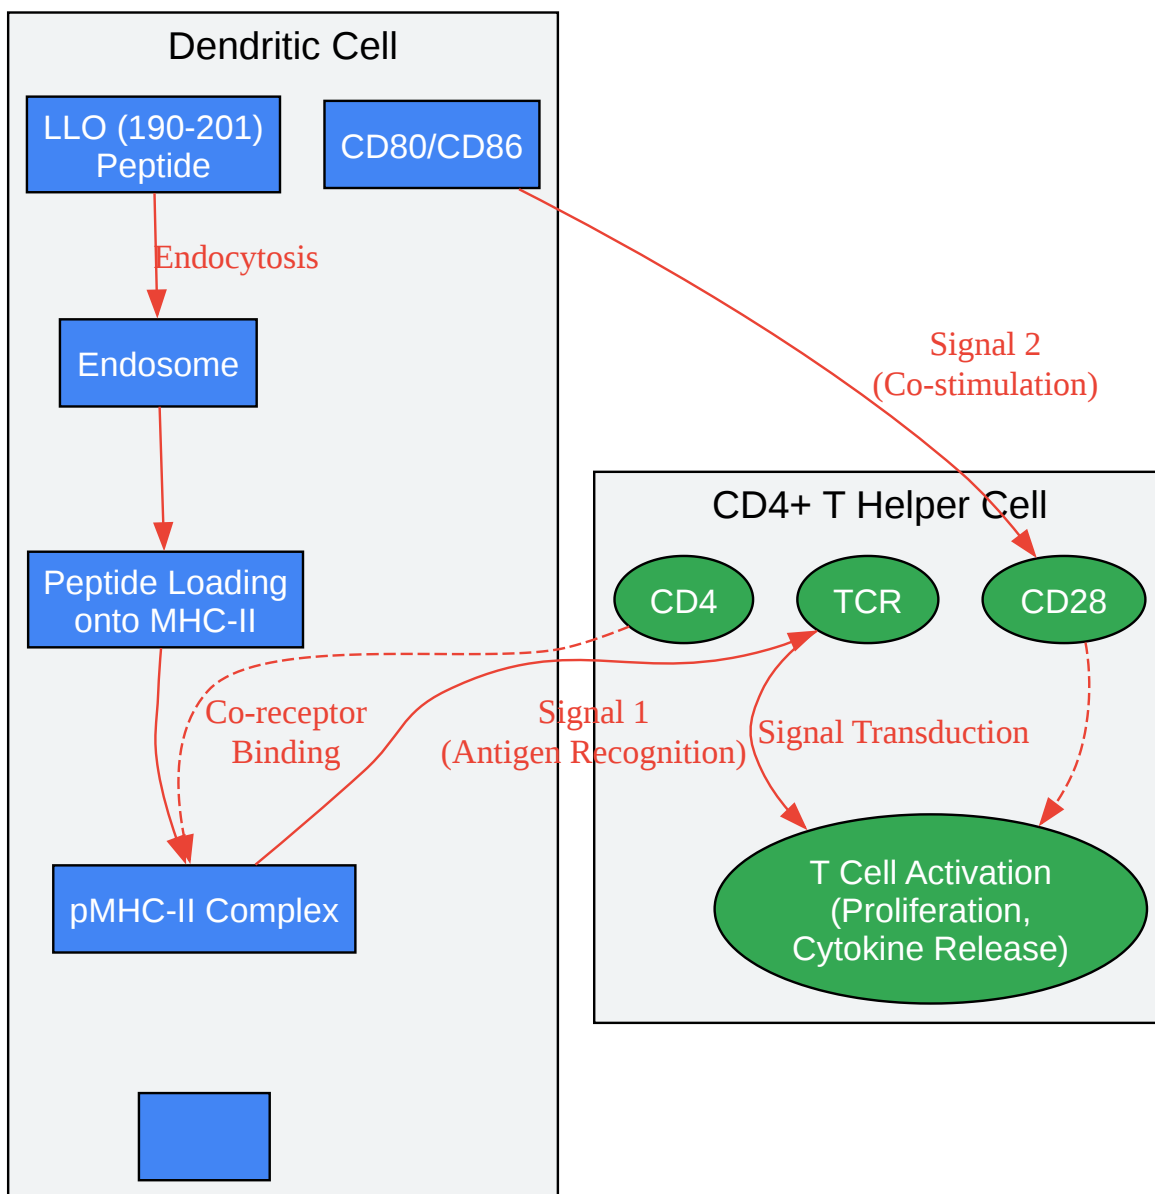 Dendritic Cell
LLO (190-201)
Peptide
CD80/CD86
Endocytosis
Endosome
Signal 2
(Co-stimulation)
CD4+ T Helper Cell
Peptide Loading
onto MHC-II
CD4
TCR
CD28
Co-receptor
Binding
Signal 1
(Antigen Recognition)
Signal Transduction
pMHC-II Complex
T Cell Activation
(Proliferation,
Cytokine Release)